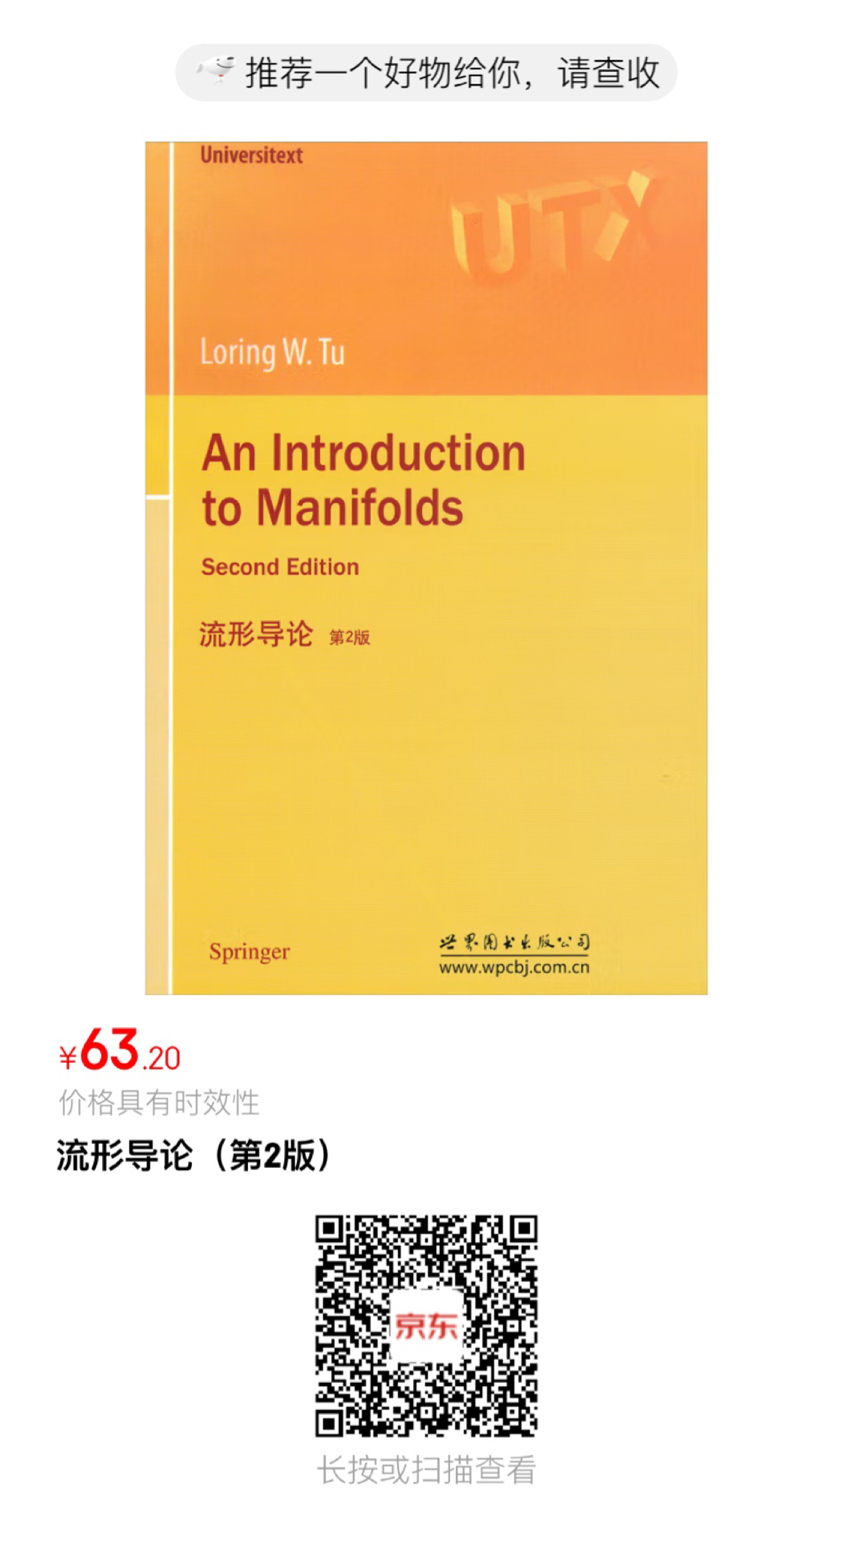 推荐一个好物给你，请查收
Universitext
UTX
Loring W. Tu
An Introduction
to Manifolds
Second Edition
流形导论 第2版
Springer
世界图书出版公司
www.wpcbj.com.cn
¥63.20
价格具有时效性
流形导论（第2版）
京东
长按或扫描查看